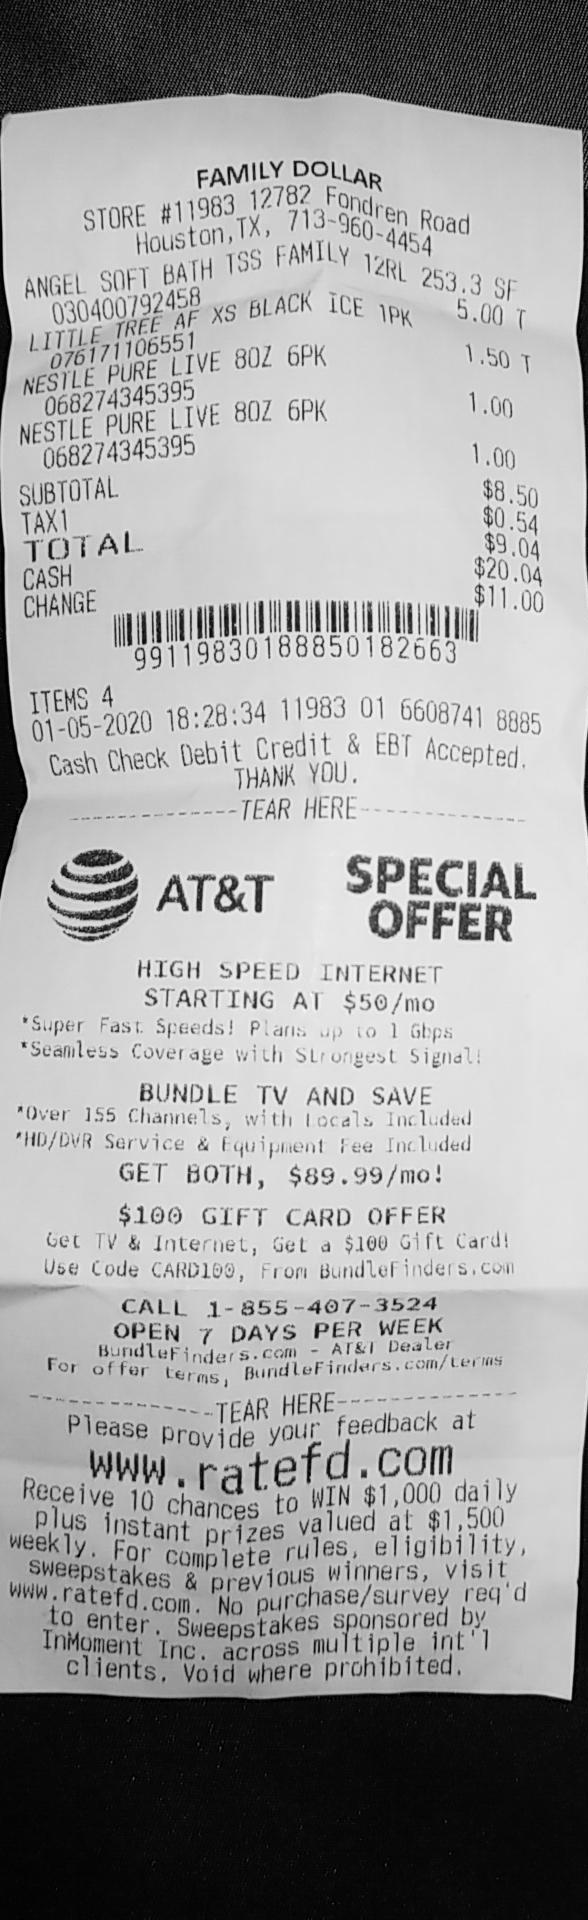 FAMILY DOLLAR
STORE #11983 12782 Fondren Road
Houston,TX, 713-960-4454
ANGEL SOFT BATH TSS FAMILY 12RL 253.3 SF
030400792458 5.00 T
LITTLE TREE AF XS BLACK ICE 1PK
076171106551 1.50 T
NESTLE PURE LIVE 8OZ 6PK
068274345395 1.00
NESTLE PURE LIVE 8OZ 6PK
068274345395 1.00
SUBTOTAL $8.50
TAX1 $0.54
TOTAL $9.04
CASH $20.04
CHANGE $11.00
99119830188850182663
ITEMS 4
01-05-2020 18:28:34 11983 01 6608741 8885
Cash Check Debit Credit & EBT Accepted.
THANK YOU.
--------------TEAR HERE--------------
AT&T SPECIAL
OFFER
HIGH SPEED INTERNET
STARTING AT $50/mo
*Super Fast Speeds! Plans up to 1 Gbps
*Seamless Coverage with Strongest Signal!
BUNDLE TV AND SAVE
*Over 155 Channels, with Locals Included
*HD/DVR Service & Equipment Fee Included
GET BOTH, $89.99/mo!
$100 GIFT CARD OFFER
Get TV & Internet, Get a $100 Gift Card!
Use Code CARD100, From BundleFinders.com
CALL 1-855-407-3524
OPEN 7 DAYS PER WEEK
BundleFinders.com - AT&T Dealer
For offer terms, BundleFinders.com/terms
--------------TEAR HERE--------------
Please provide your feedback at
www.ratefd.com
Receive 10 chances to WIN $1,000 daily
plus instant prizes valued at $1,500
weekly. For complete rules, eligibility,
sweepstakes & previous winners, visit
www.ratefd.com. No purchase/survey req'd
to enter. Sweepstakes sponsored by
InMoment Inc. across multiple int'l
clients. Void where prohibited.